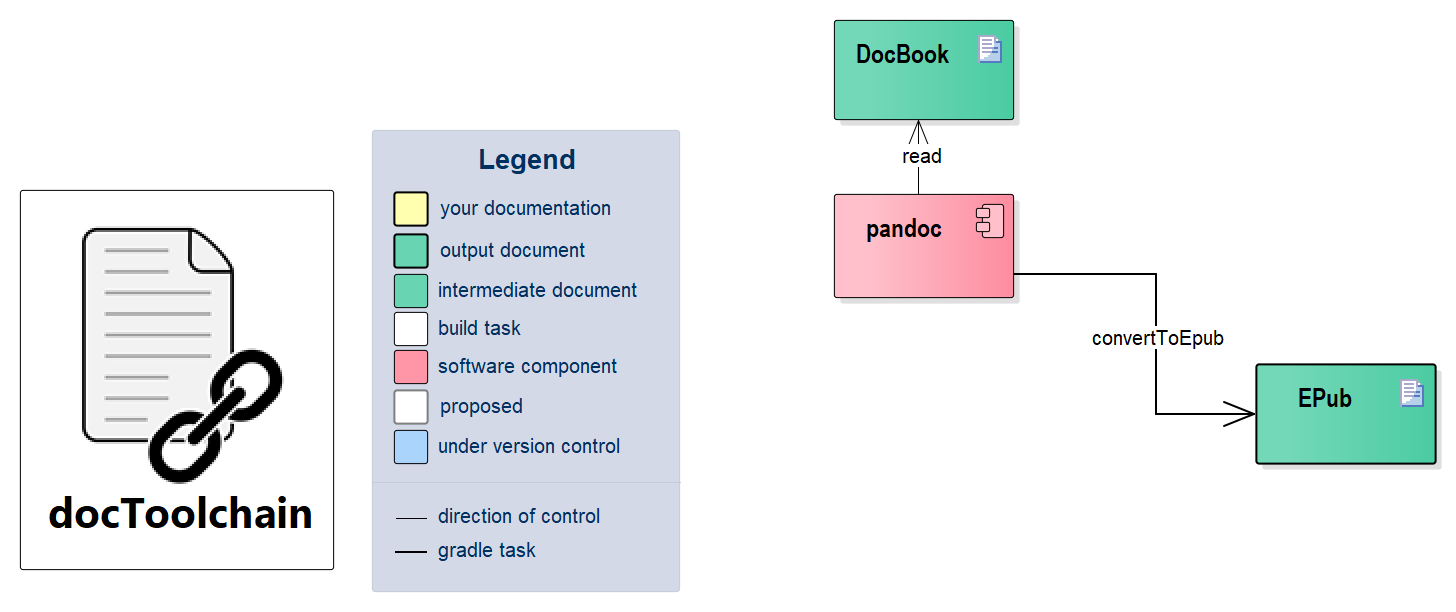 docToolchain
Legend
your documentation
output document
intermediate document
build task
software component
proposed
under version control
direction of control
gradle task
DocBook
read
pandoc
convertToEpub
EPub